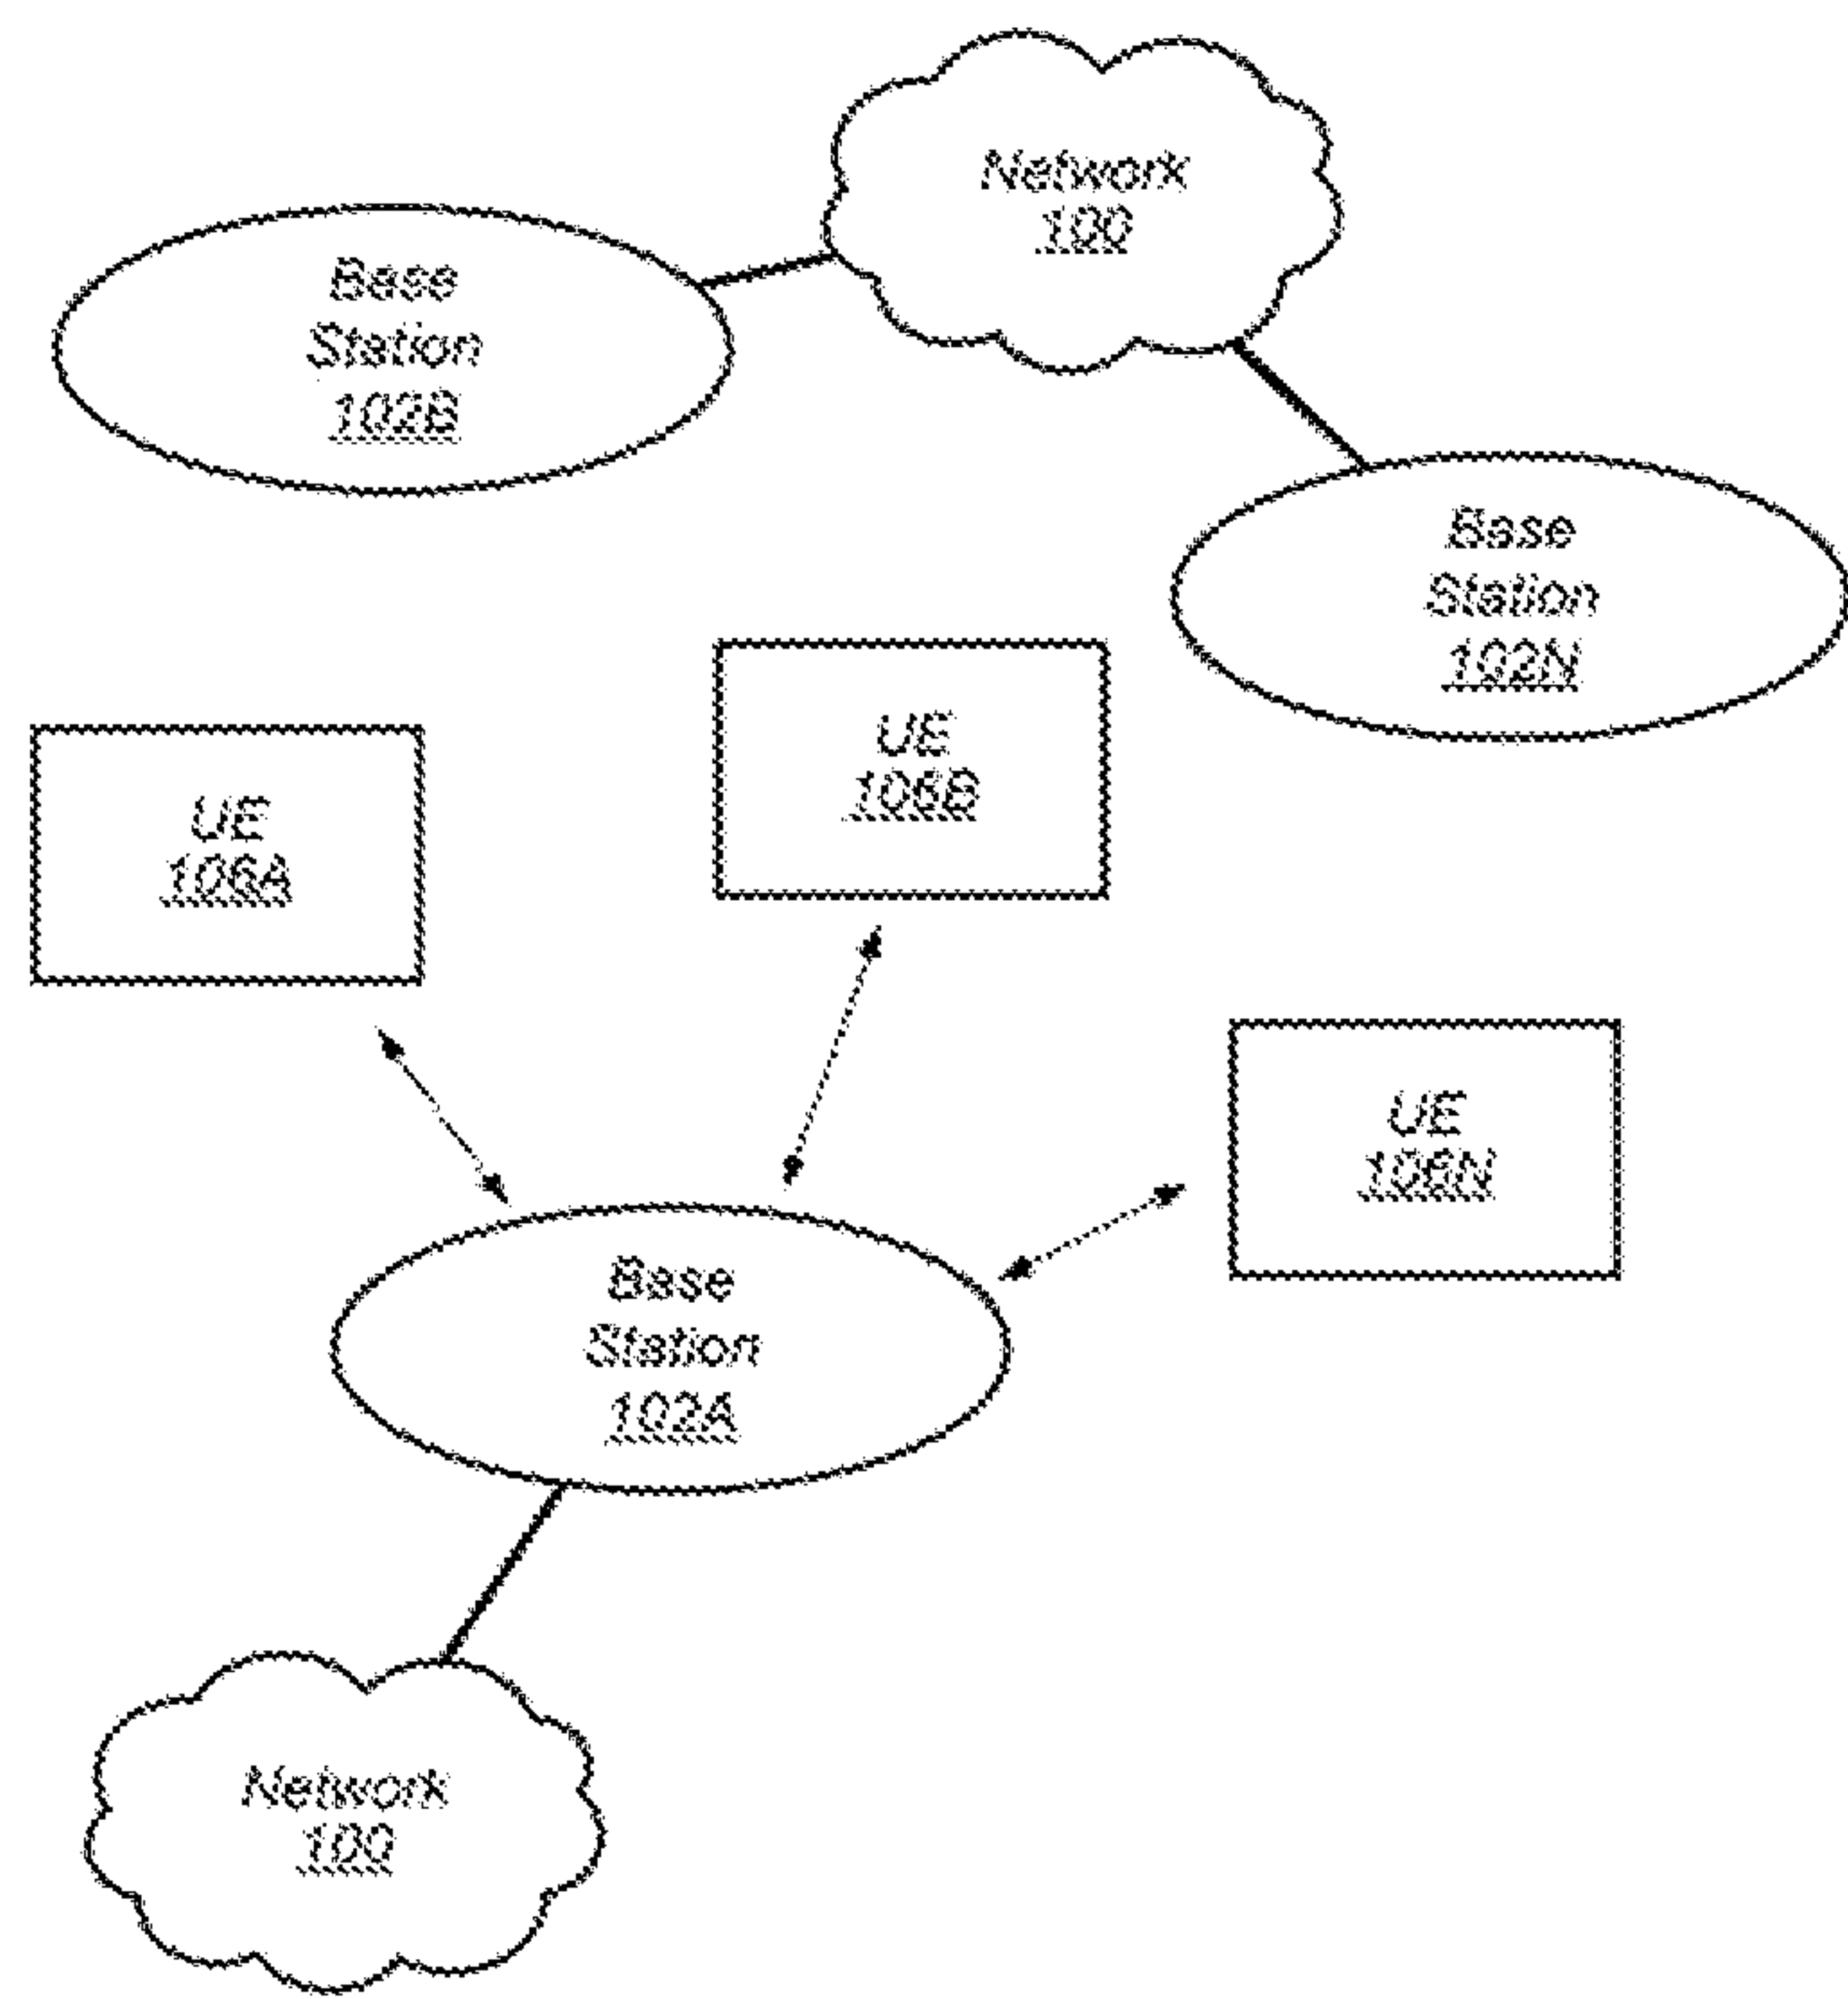 Network
100
Base
Station
102B
Base
Station
102N
UE
106B
UE
106A
UE
106N
Base
Station
102A
Network
100